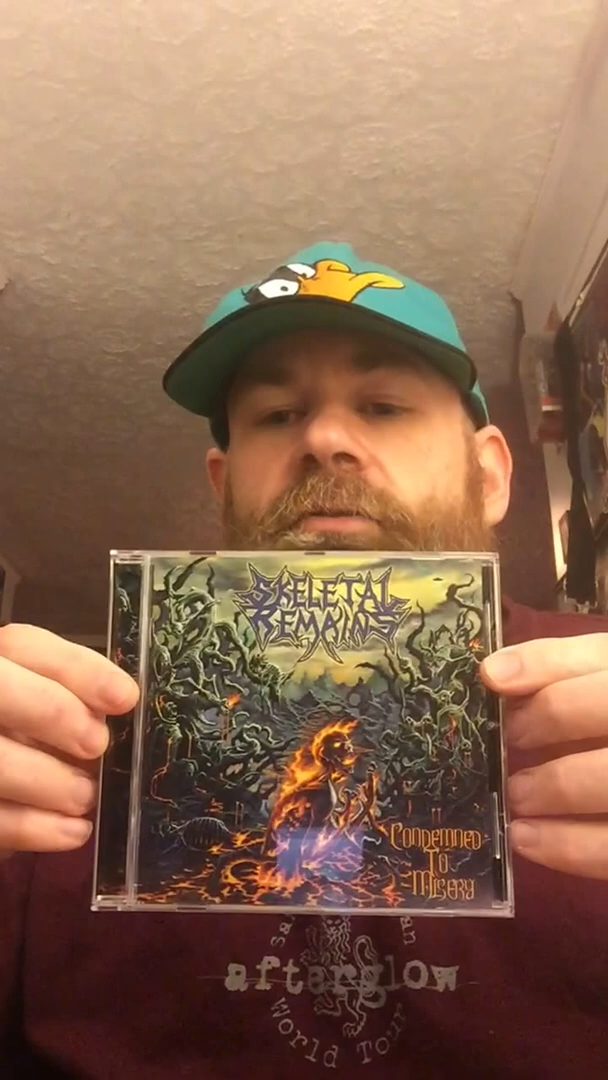 SKELETAL
REMAINS
CONDEMNED
TO
MISERY
afterglow
World Tour